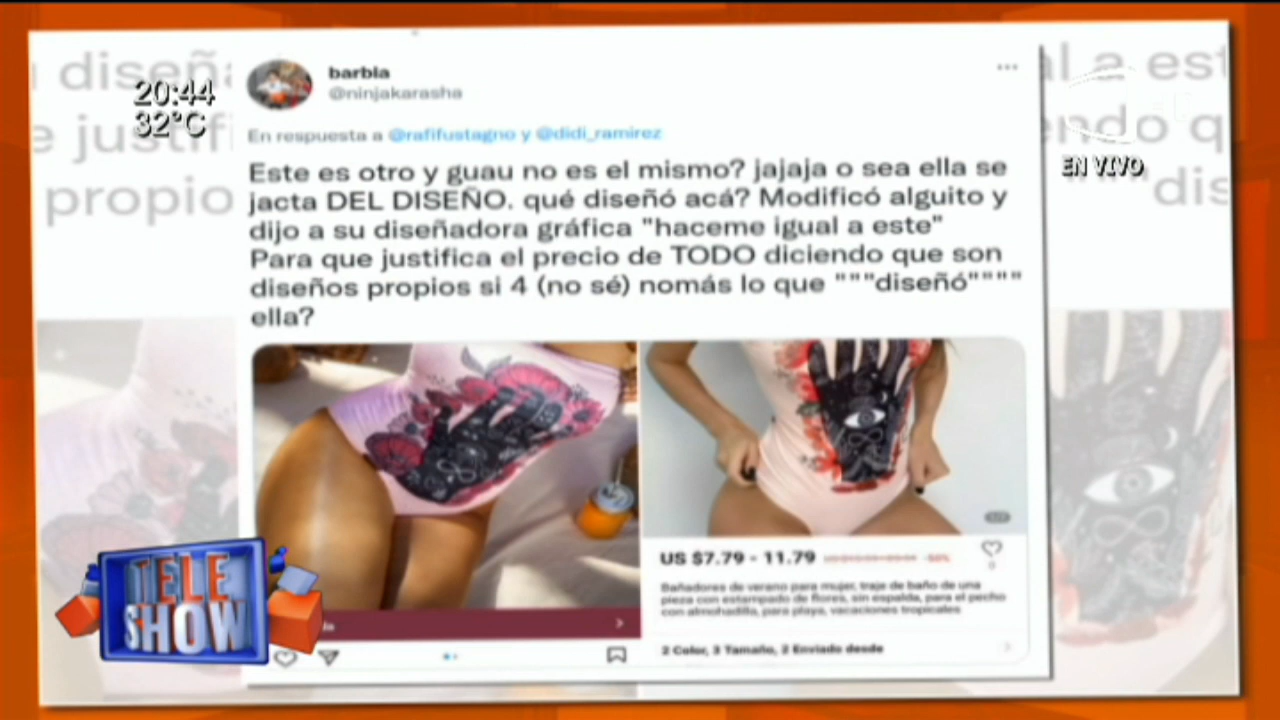 20:44
32°C
EN VIVO
barbla
@ninjakarasha
En respuesta a @rafifustagno y @didi_ramirez
Este es otro y guau no es el mismo? jajaja o sea ella se
jacta DEL DISEÑO. qué diseñó acá? Modificó alguito y
dijo a su diseñadora gráfica "haceme igual a este"
Para que justifica el precio de TODO diciendo que son
diseños propios si 4 (no sé) nomás lo que """diseñó""""
ella?
US $7.79 - 11.79
Bañadores de verano para mujer, traje de baño de una
pieza con estampado de flores, sin espalda, para el pecho
con almohadilla, para playa, vacaciones tropicales
2 Color, 3 Tamaño, 2 Enviado desde
TELE
SHOW